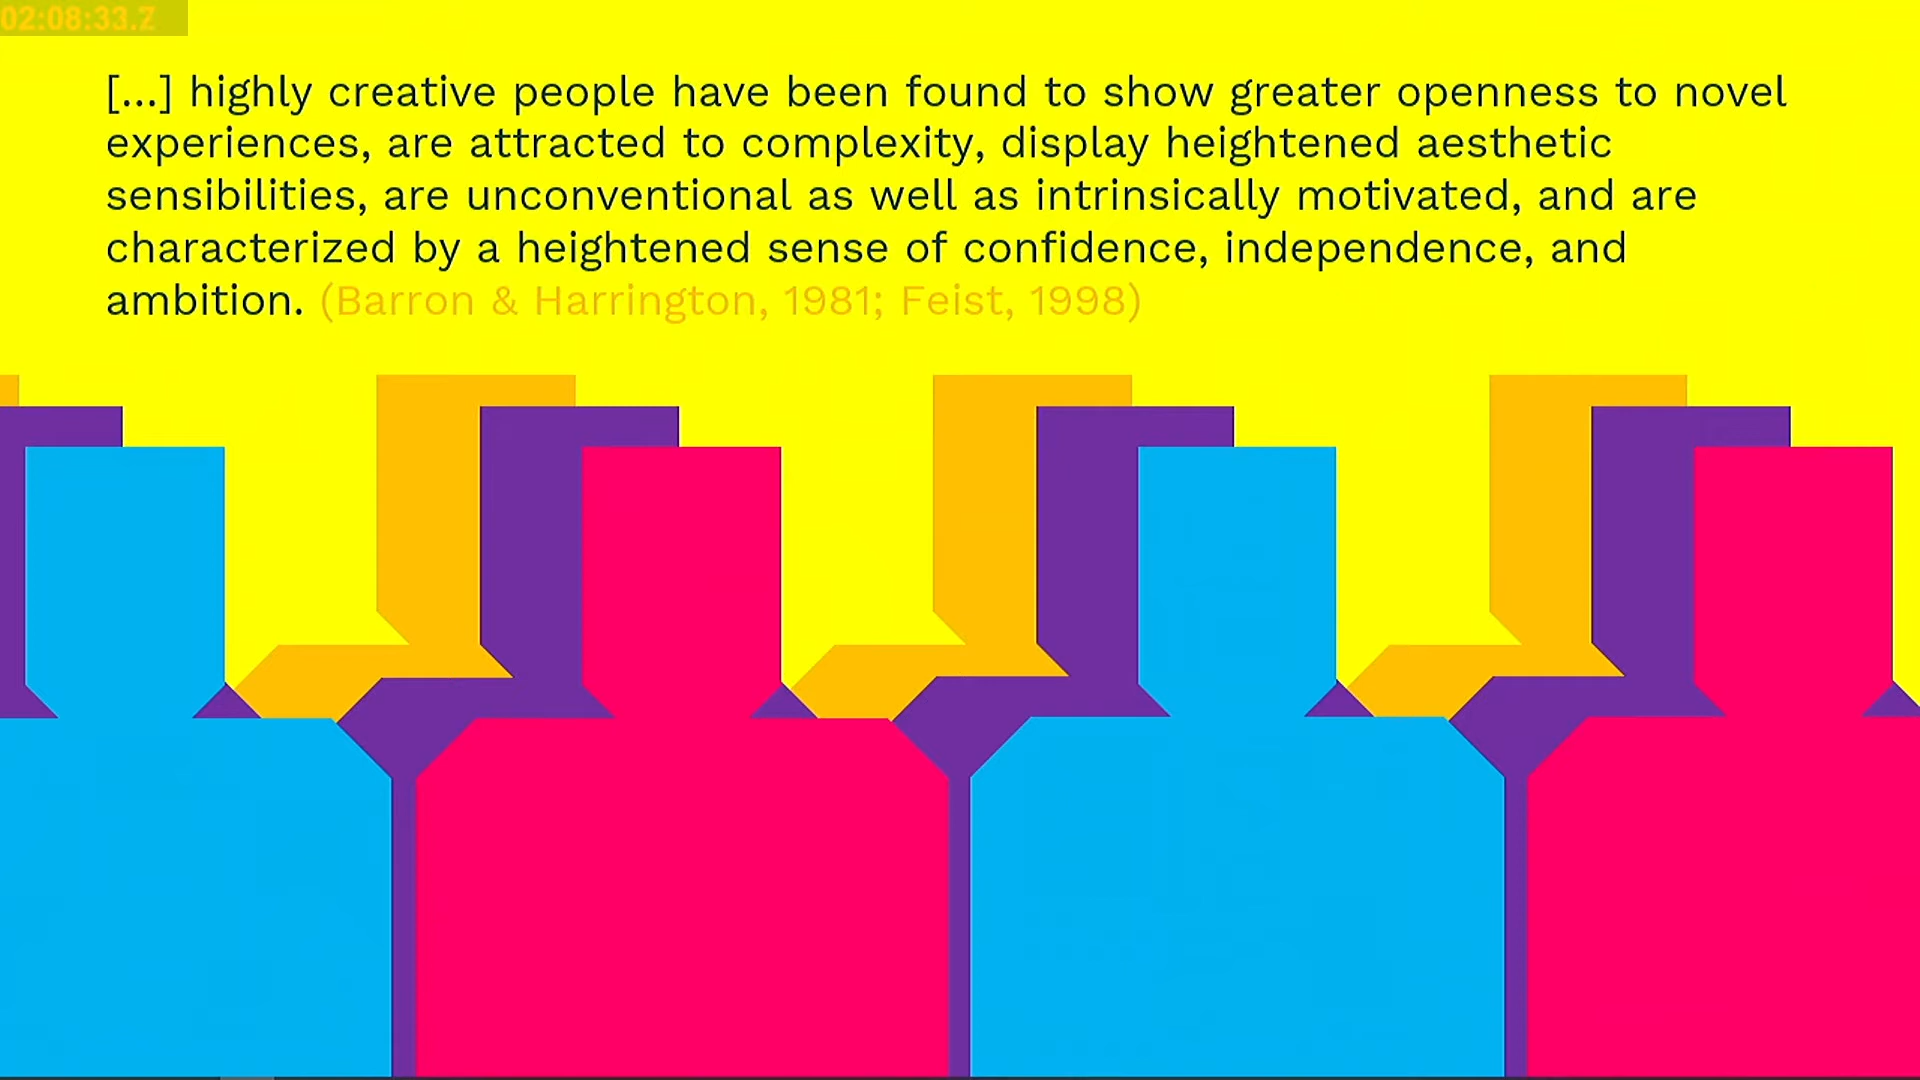 02:08:33.Z
[...] highly creative people have been found to show greater openness to novel
experiences, are attracted to complexity, display heightened aesthetic
sensibilities, are unconventional as well as intrinsically motivated, and are
characterized by a heightened sense of confidence, independence, and
ambition. (Barron & Harrington, 1981; Feist, 1998)